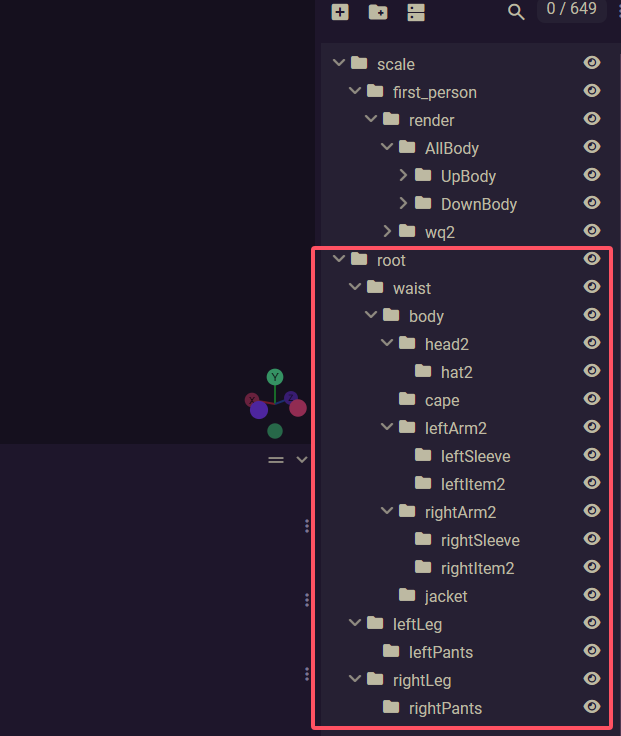 0 / 649
scale
first_person
render
AllBody
UpBody
DownBody
wq2
root
waist
body
head2
hat2
cape
leftArm2
leftSleeve
leftItem2
rightArm2
rightSleeve
rightItem2
jacket
leftLeg
leftPants
rightLeg
rightPants
Y
X
Z